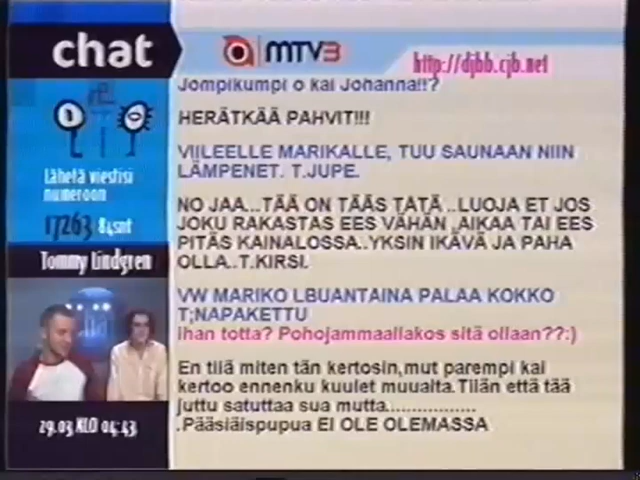 chat
MTV3
http://djbb.cjb.net
Jompikumpi o kai Johanna!!?
HERÄTKÄÄ PAHVIT!!!
VIILEELLE MARIKALLE, TUU SAUNAAN NIIN
LÄMPENET. T.JUPE.
NO JAA...TÄÄ ON TÄÄS TÄTÄ ..LUOJA ET JOS
JOKU RAKASTAS EES VÄHÄN ,AIKAA TAI EES
PITÄS KAINALOSSA..YKSIN IKÄVÄ JA PAHA
OLLA..T.KIRSI.
VW MARIKO LBUANTAINA PALAA KOKKO
T;NAPAKETTU
Ihan totta? Pohojammaallakos sitä ollaan??:)
En tiiä miten tän kertosin,mut parempi kai
kertoo ennenku kuulet muualta.Tiiän että tää
juttu satuttaa sua mutta.................
.Pääsiäispupua EI OLE OLEMASSA
Lähetä viestisi
numeroon
17263 84snt
Tommy Lindgren
29.03 KLO 04:43